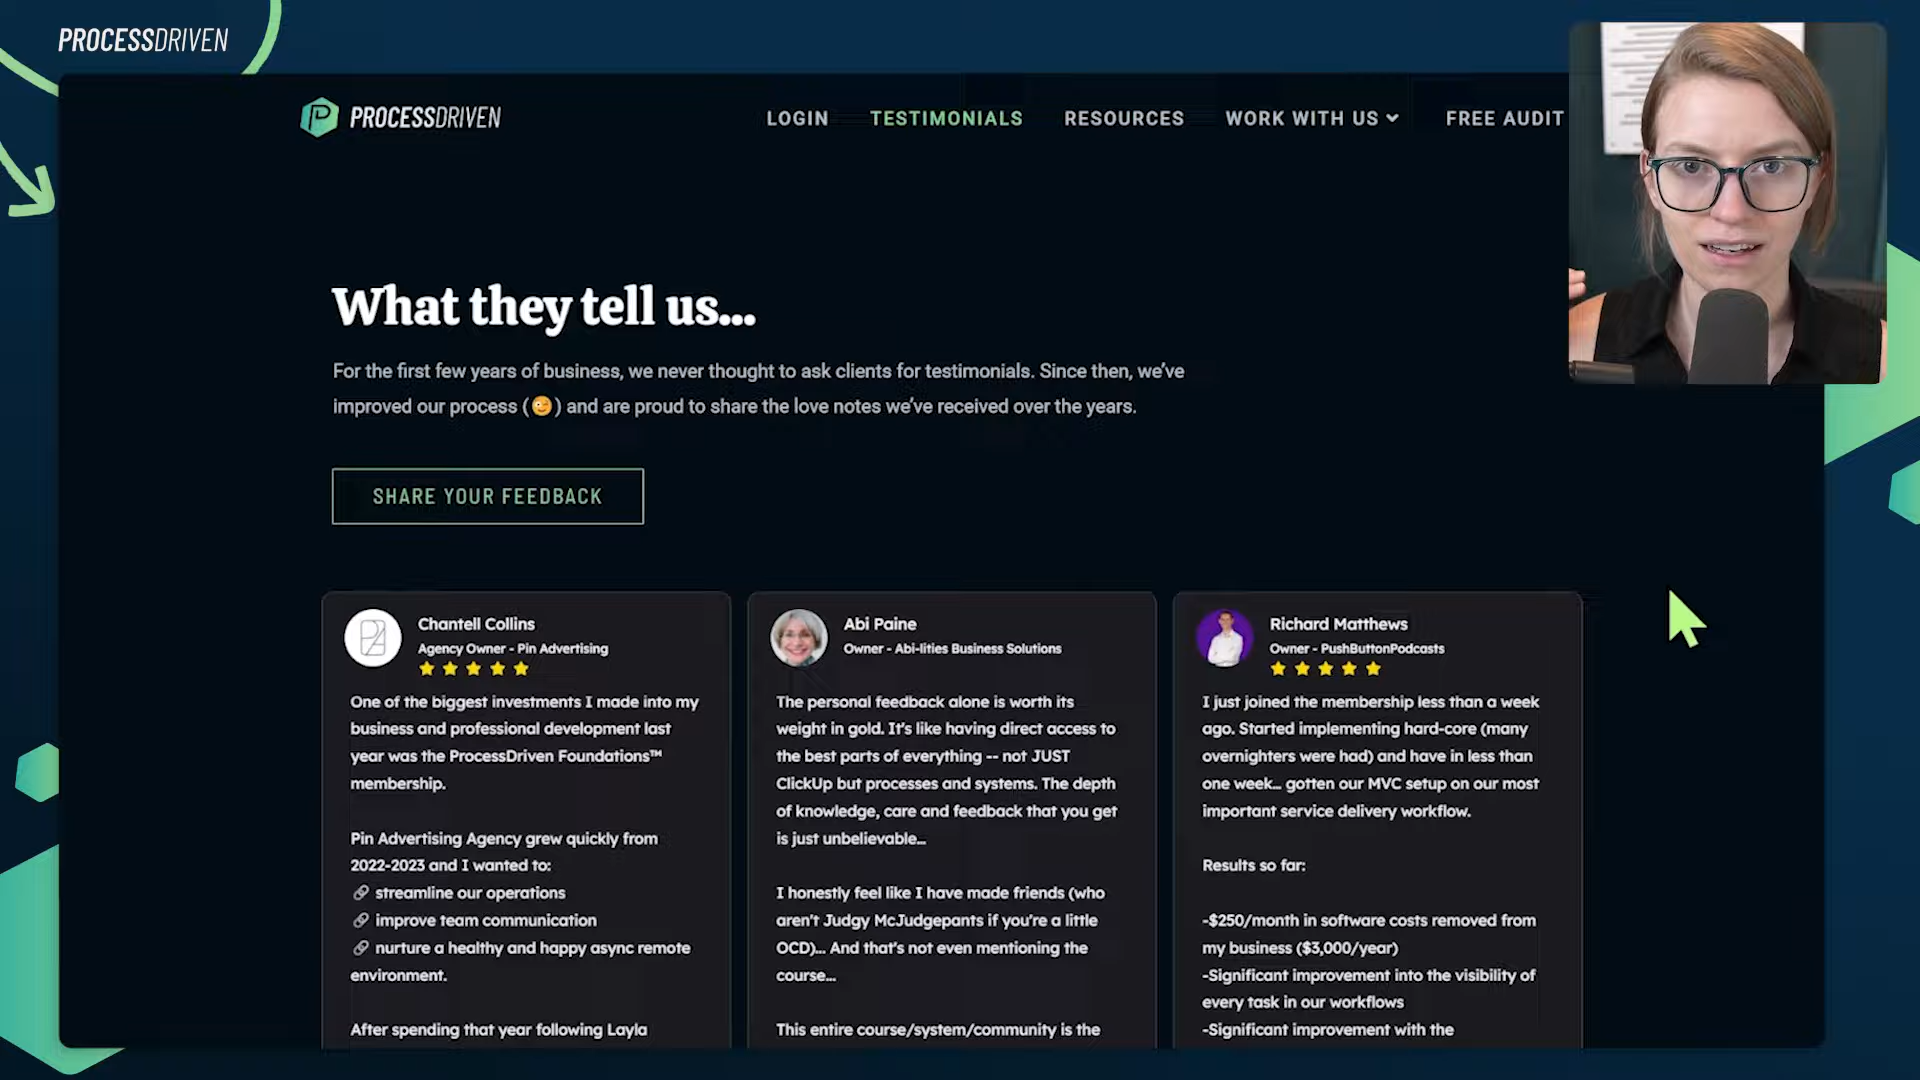 PROCESSDRIVEN
PROCESSDRIVEN
LOGIN
TESTIMONIALS
RESOURCES
WORK WITH US
FREE AUDIT
What they tell us...
For the first few years of business, we never thought to ask clients for testimonials. Since then, we've
improved our process (😉) and are proud to share the love notes we've received over the years.
SHARE YOUR FEEDBACK
Chantell Collins
Agency Owner - Pin Advertising
One of the biggest investments I made into my
business and professional development last
year was the ProcessDriven Foundations™
membership.
Pin Advertising Agency grew quickly from
2022-2023 and I wanted to:
🔗 streamline our operations
🔗 improve team communication
🔗 nurture a healthy and happy async remote
environment.
After spending that year following Layla
Abi Paine
Owner - Abi-lities Business Solutions
The personal feedback alone is worth its
weight in gold. It's like having direct access to
the best parts of everything -- not JUST
ClickUp but processes and systems. The depth
of knowledge, care and feedback that you get
is just unbelievable...
I honestly feel like I have made friends (who
aren't Judgy McJudgepants if you're a little
OCD)... And that's not even mentioning the
course...
This entire course/system/community is the
Richard Matthews
Owner - PushButtonPodcasts
I just joined the membership less than a week
ago. Started implementing hard-core (many
overnighters were had) and have in less than
one week... gotten our MVC setup on our most
important service delivery workflow.
Results so far:
-$250/month in software costs removed from
my business ($3,000/year)
-Significant improvement into the visibility of
every task in our workflows
-Significant improvement with the